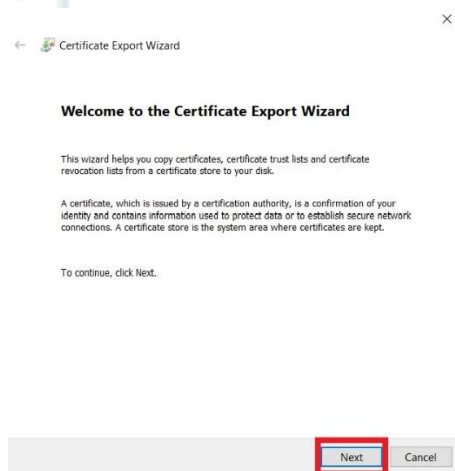 Certificate Export Wizard
Welcome to the Certificate Export Wizard
This wizard helps you copy certificates, certificate trust lists and certificate
revocation lists from a certificate store to your disk.
A certificate, which is issued by a certification authority, is a confirmation of your
identity and contains information used to protect data or to establish secure network
connections. A certificate store is the system area where certificates are kept.
To continue, click Next.
Next Cancel